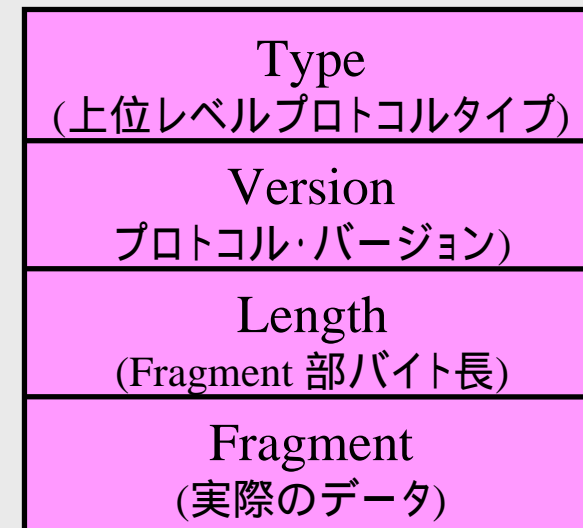 Type
(上位レベルプロトコルタイプ)
Version
プロトコル・バージョン)
Length
(Fragment 部バイト長)
Fragment
(実際のデータ)